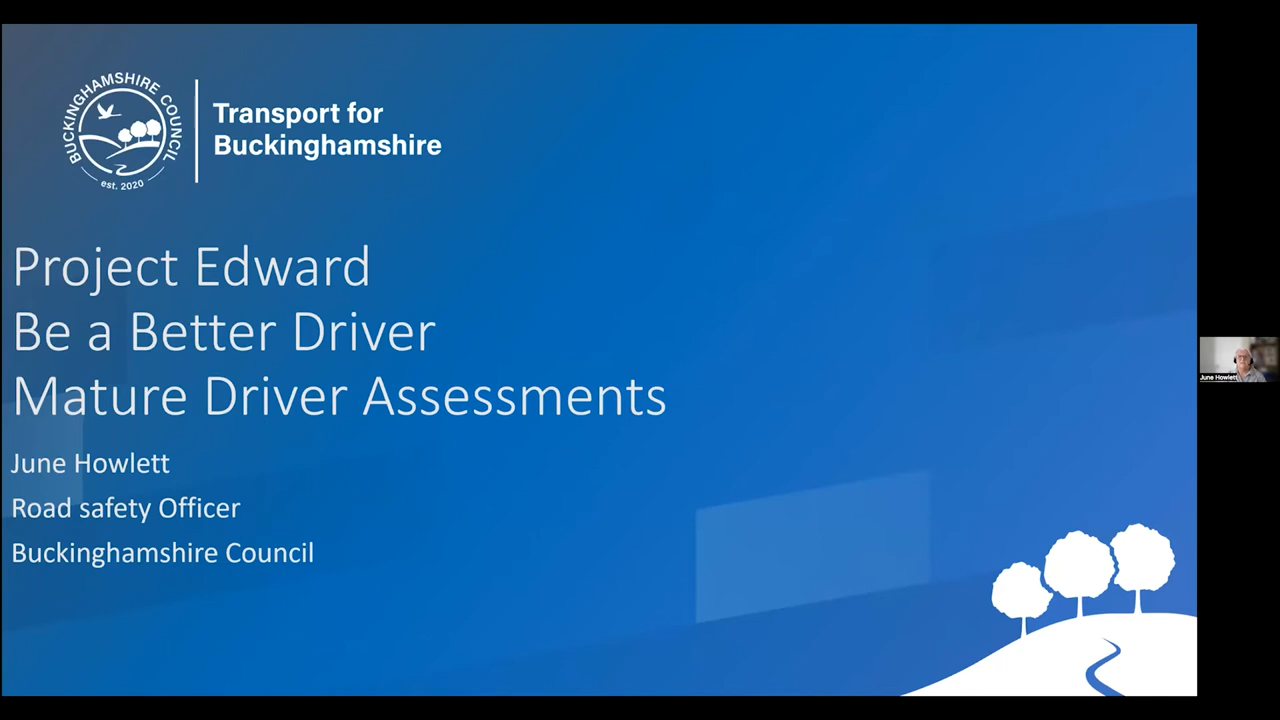 BUCKINGHAMSHIRE COUNCIL
est. 2020
Transport for
Buckinghamshire
Project Edward
Be a Better Driver
Mature Driver Assessments
June Howlett
Road safety Officer
Buckinghamshire Council
June Howlett